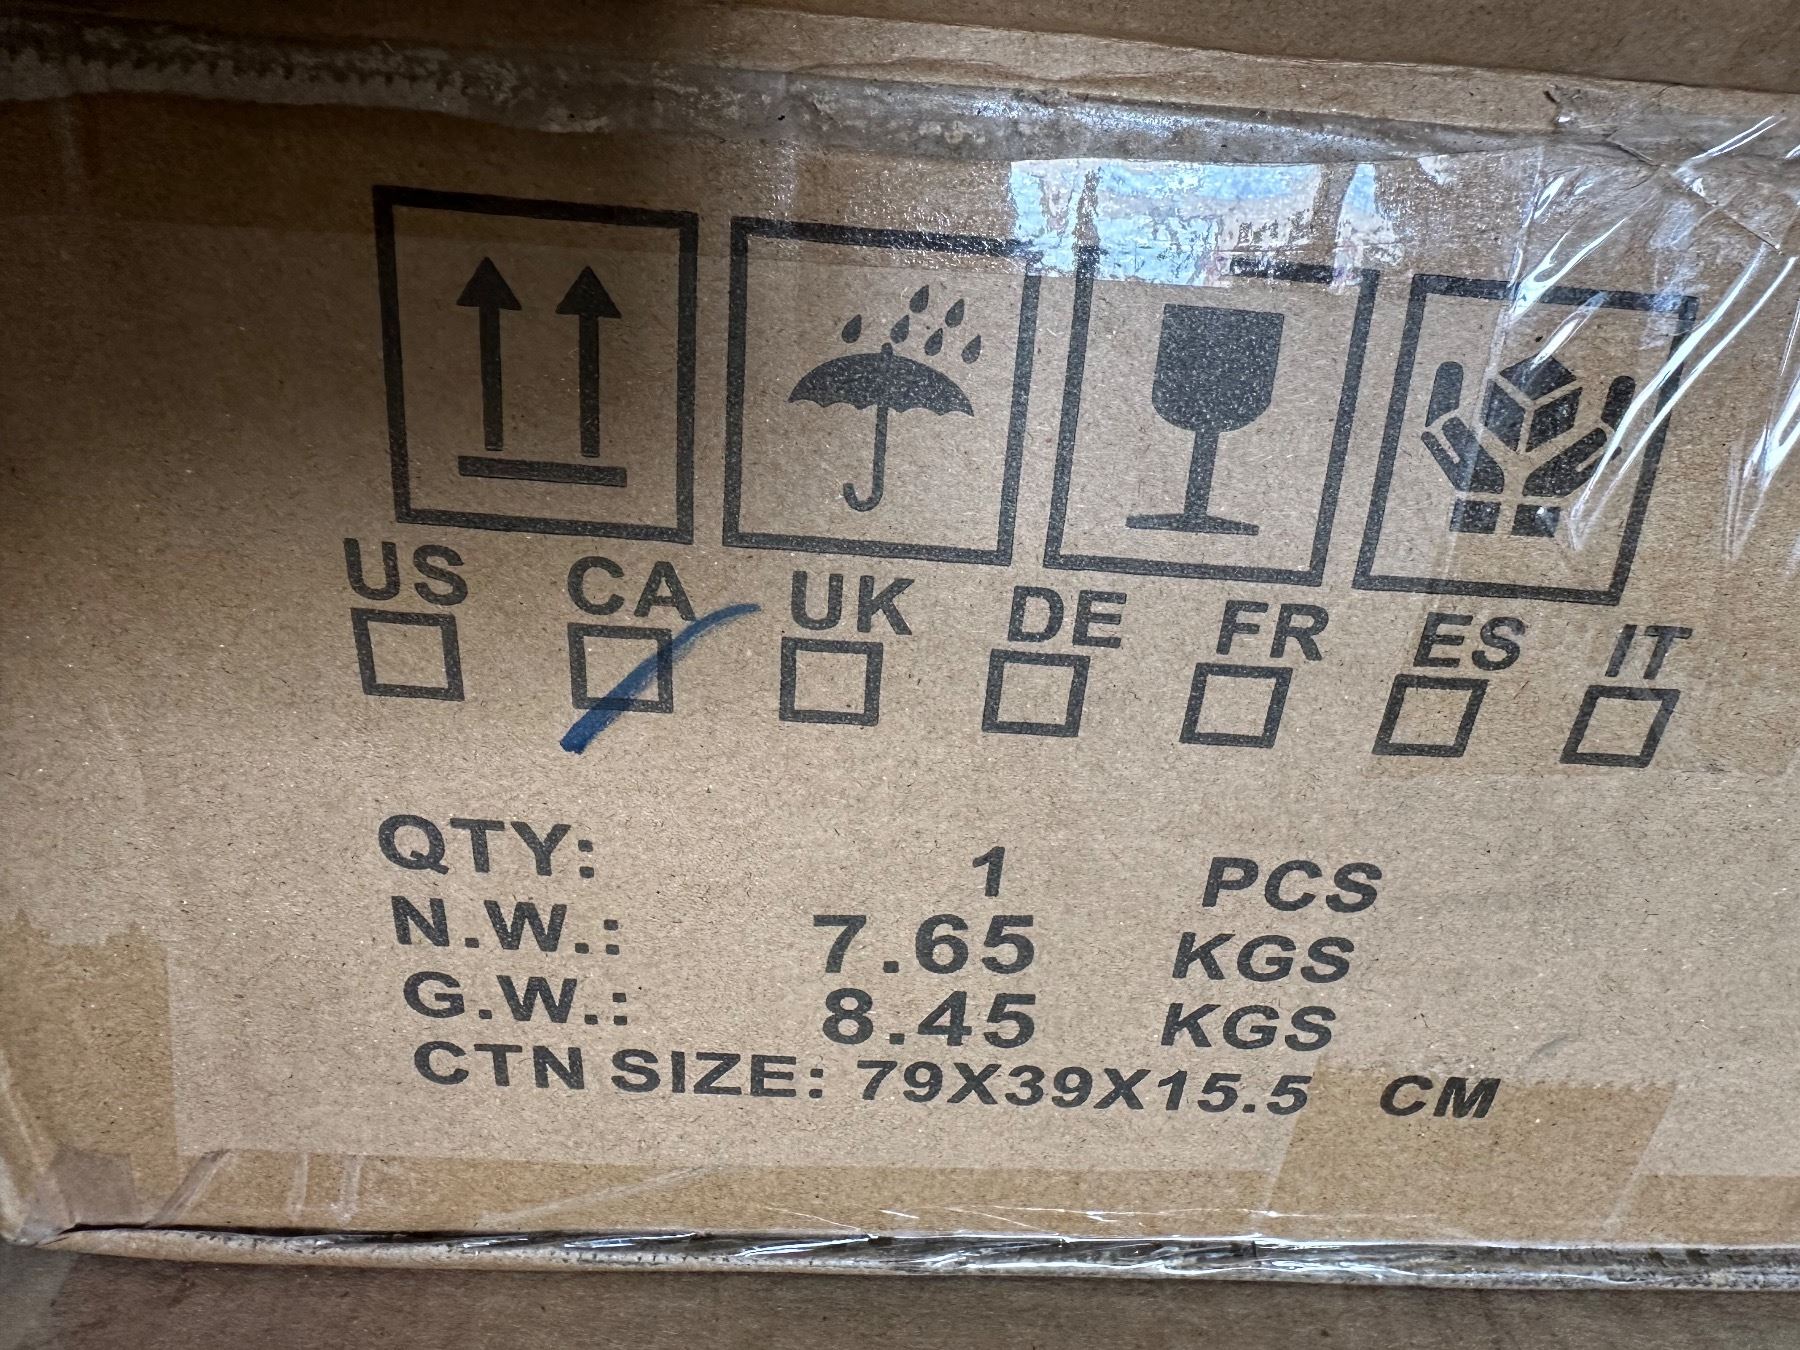 US CA UK DE FR ES IT
QTY: 1 PCS
N.W.: 7.65 KGS
G.W.: 8.45 KGS
CTN SIZE: 79X39X15.5 CM